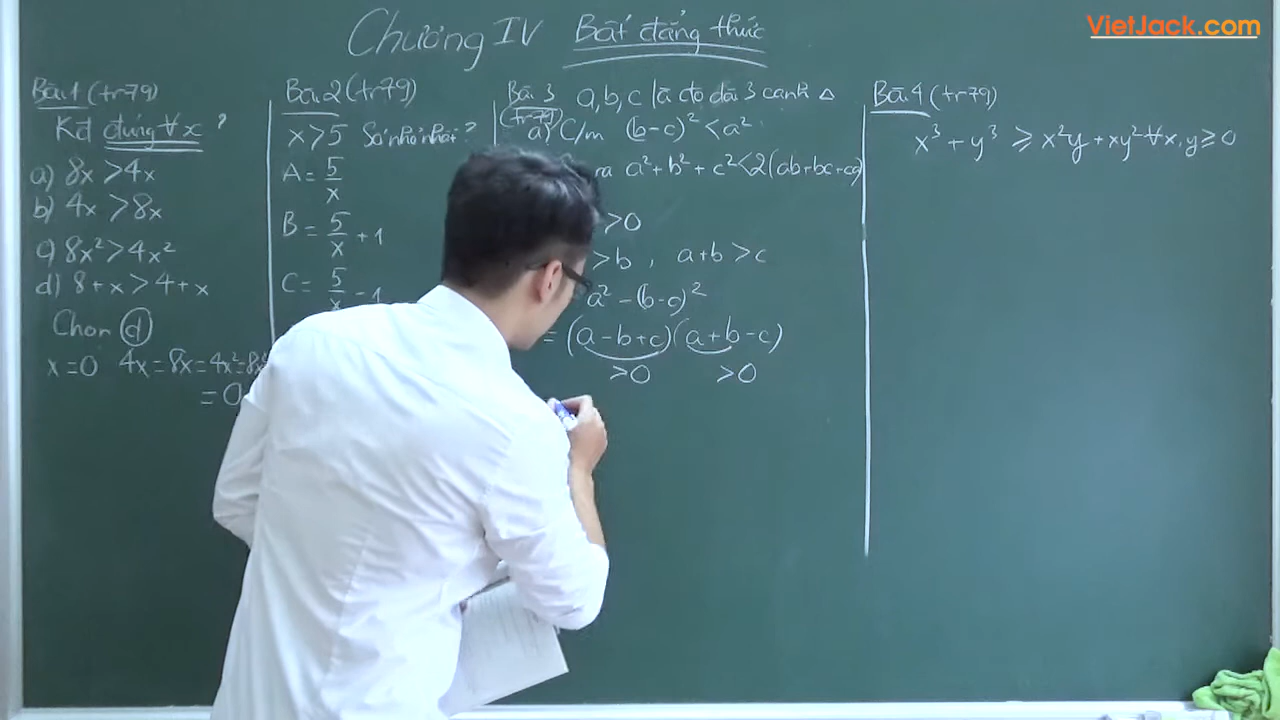 VietJack.com
Chương IV Bất đẳng thức
Bài 1 (tr79)
Kđ đúng ∀ x ?
a) 8x > 4x
b) 4x > 8x
c) 8x² > 4x²
d) 8 + x > 4 + x
Chọn d
x = 0 4x = 8x = 4x² = 8x²
= 0
Bài 2 (tr79)
x > 5 Số nhỏ nhất ?
A = 5/x
B = 5/x + 1
C = 5/x - 1
Bài 3 a, b, c là độ dài 3 cạnh △
(tr79)
a) C/m (b-c)² < a²
ra a² + b² + c² < 2(ab+bc+ca)
>0
> b , a+b > c
a² - (b-c)²
= (a-b+c)(a+b-c)
>0 >0
Bài 4 (tr79)
x³ + y³ ≥ x²y + xy² ∀x, y ≥ 0